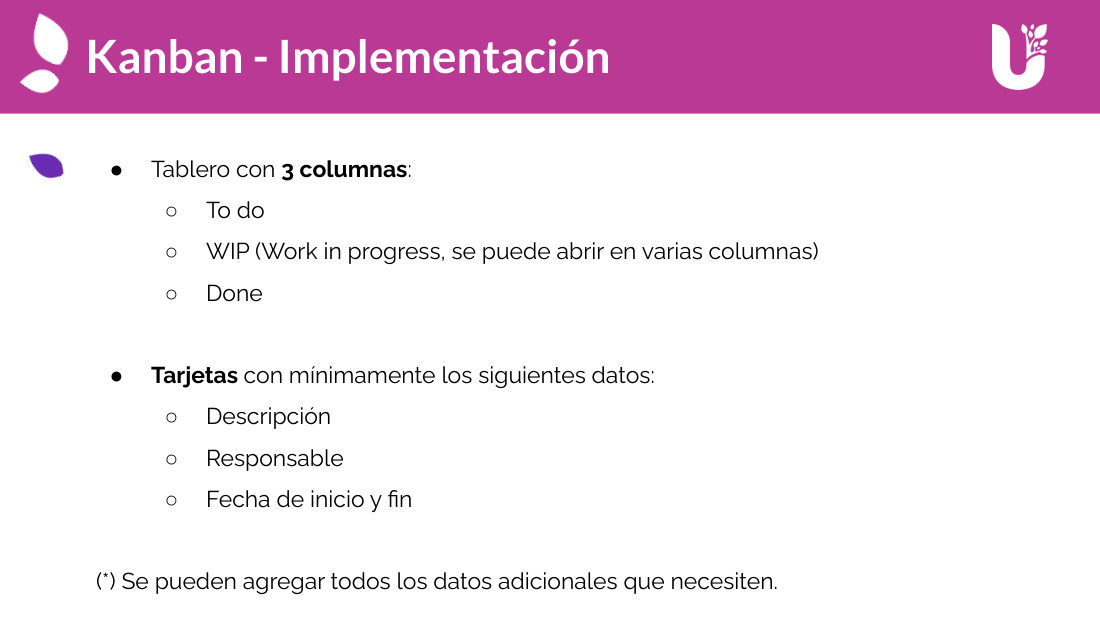 Kanban - Implementación
● Tablero con 3 columnas:
○ To do
○ WIP (Work in progress, se puede abrir en varias columnas)
○ Done
● Tarjetas con mínimamente los siguientes datos:
○ Descripción
○ Responsable
○ Fecha de inicio y fin
(*) Se pueden agregar todos los datos adicionales que necesiten.